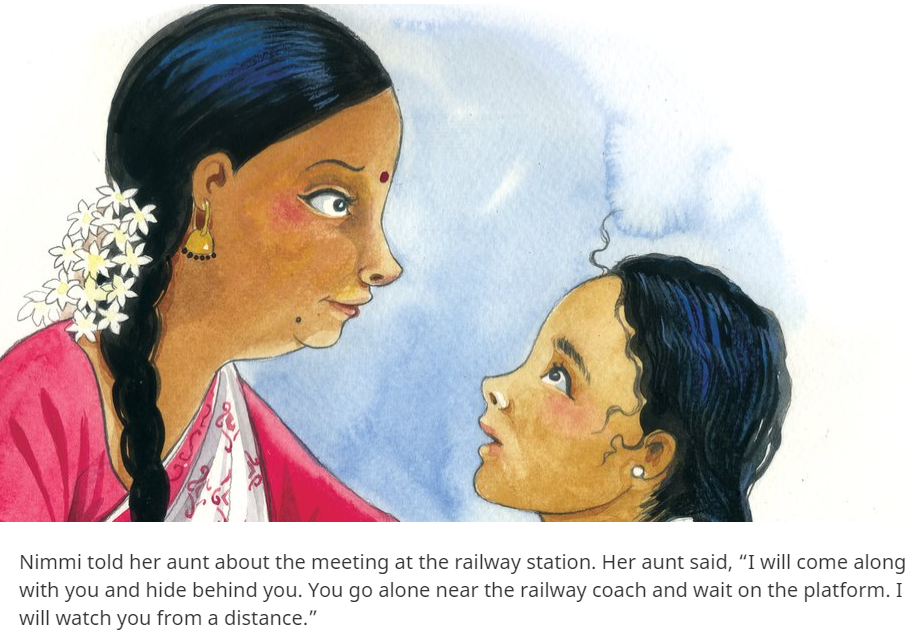 Nimmi told her aunt about the meeting at the railway station. Her aunt said, “I will come along
with you and hide behind you. You go alone near the railway coach and wait on the platform. I
will watch you from a distance.”